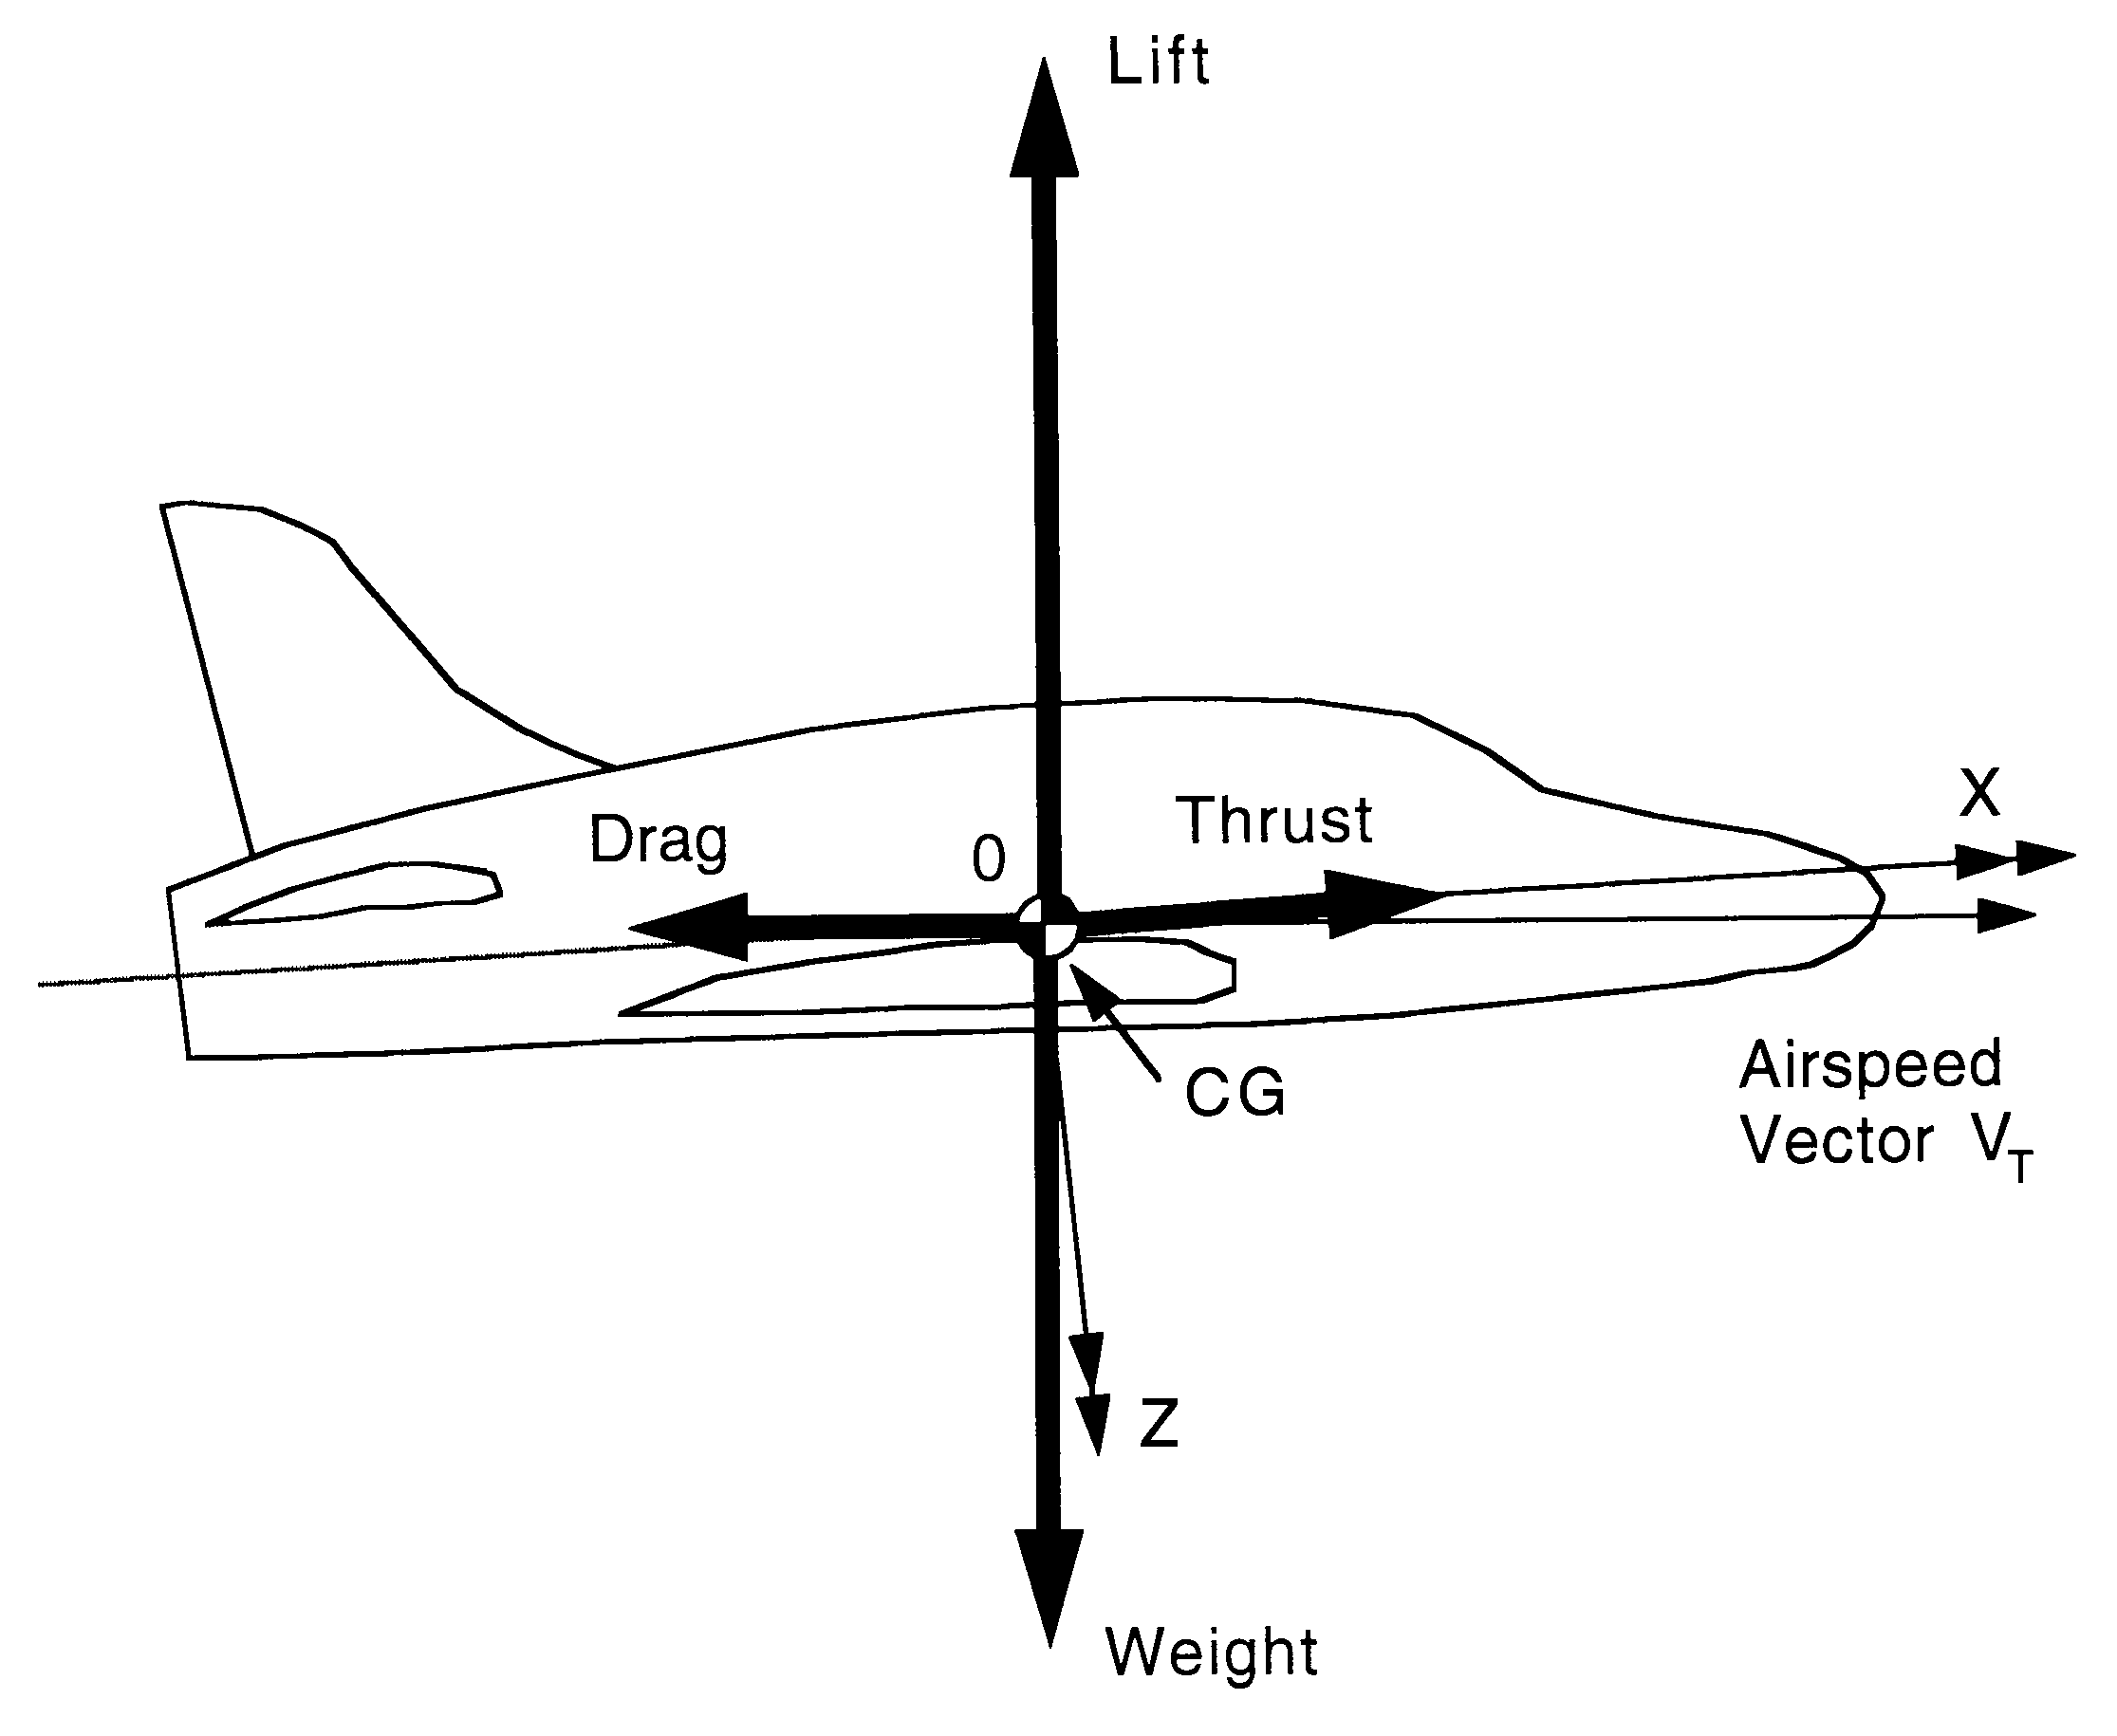 Lift
X
Thrust
Drag
0
Airspeed
CG
Vector V_T
Z
Weight